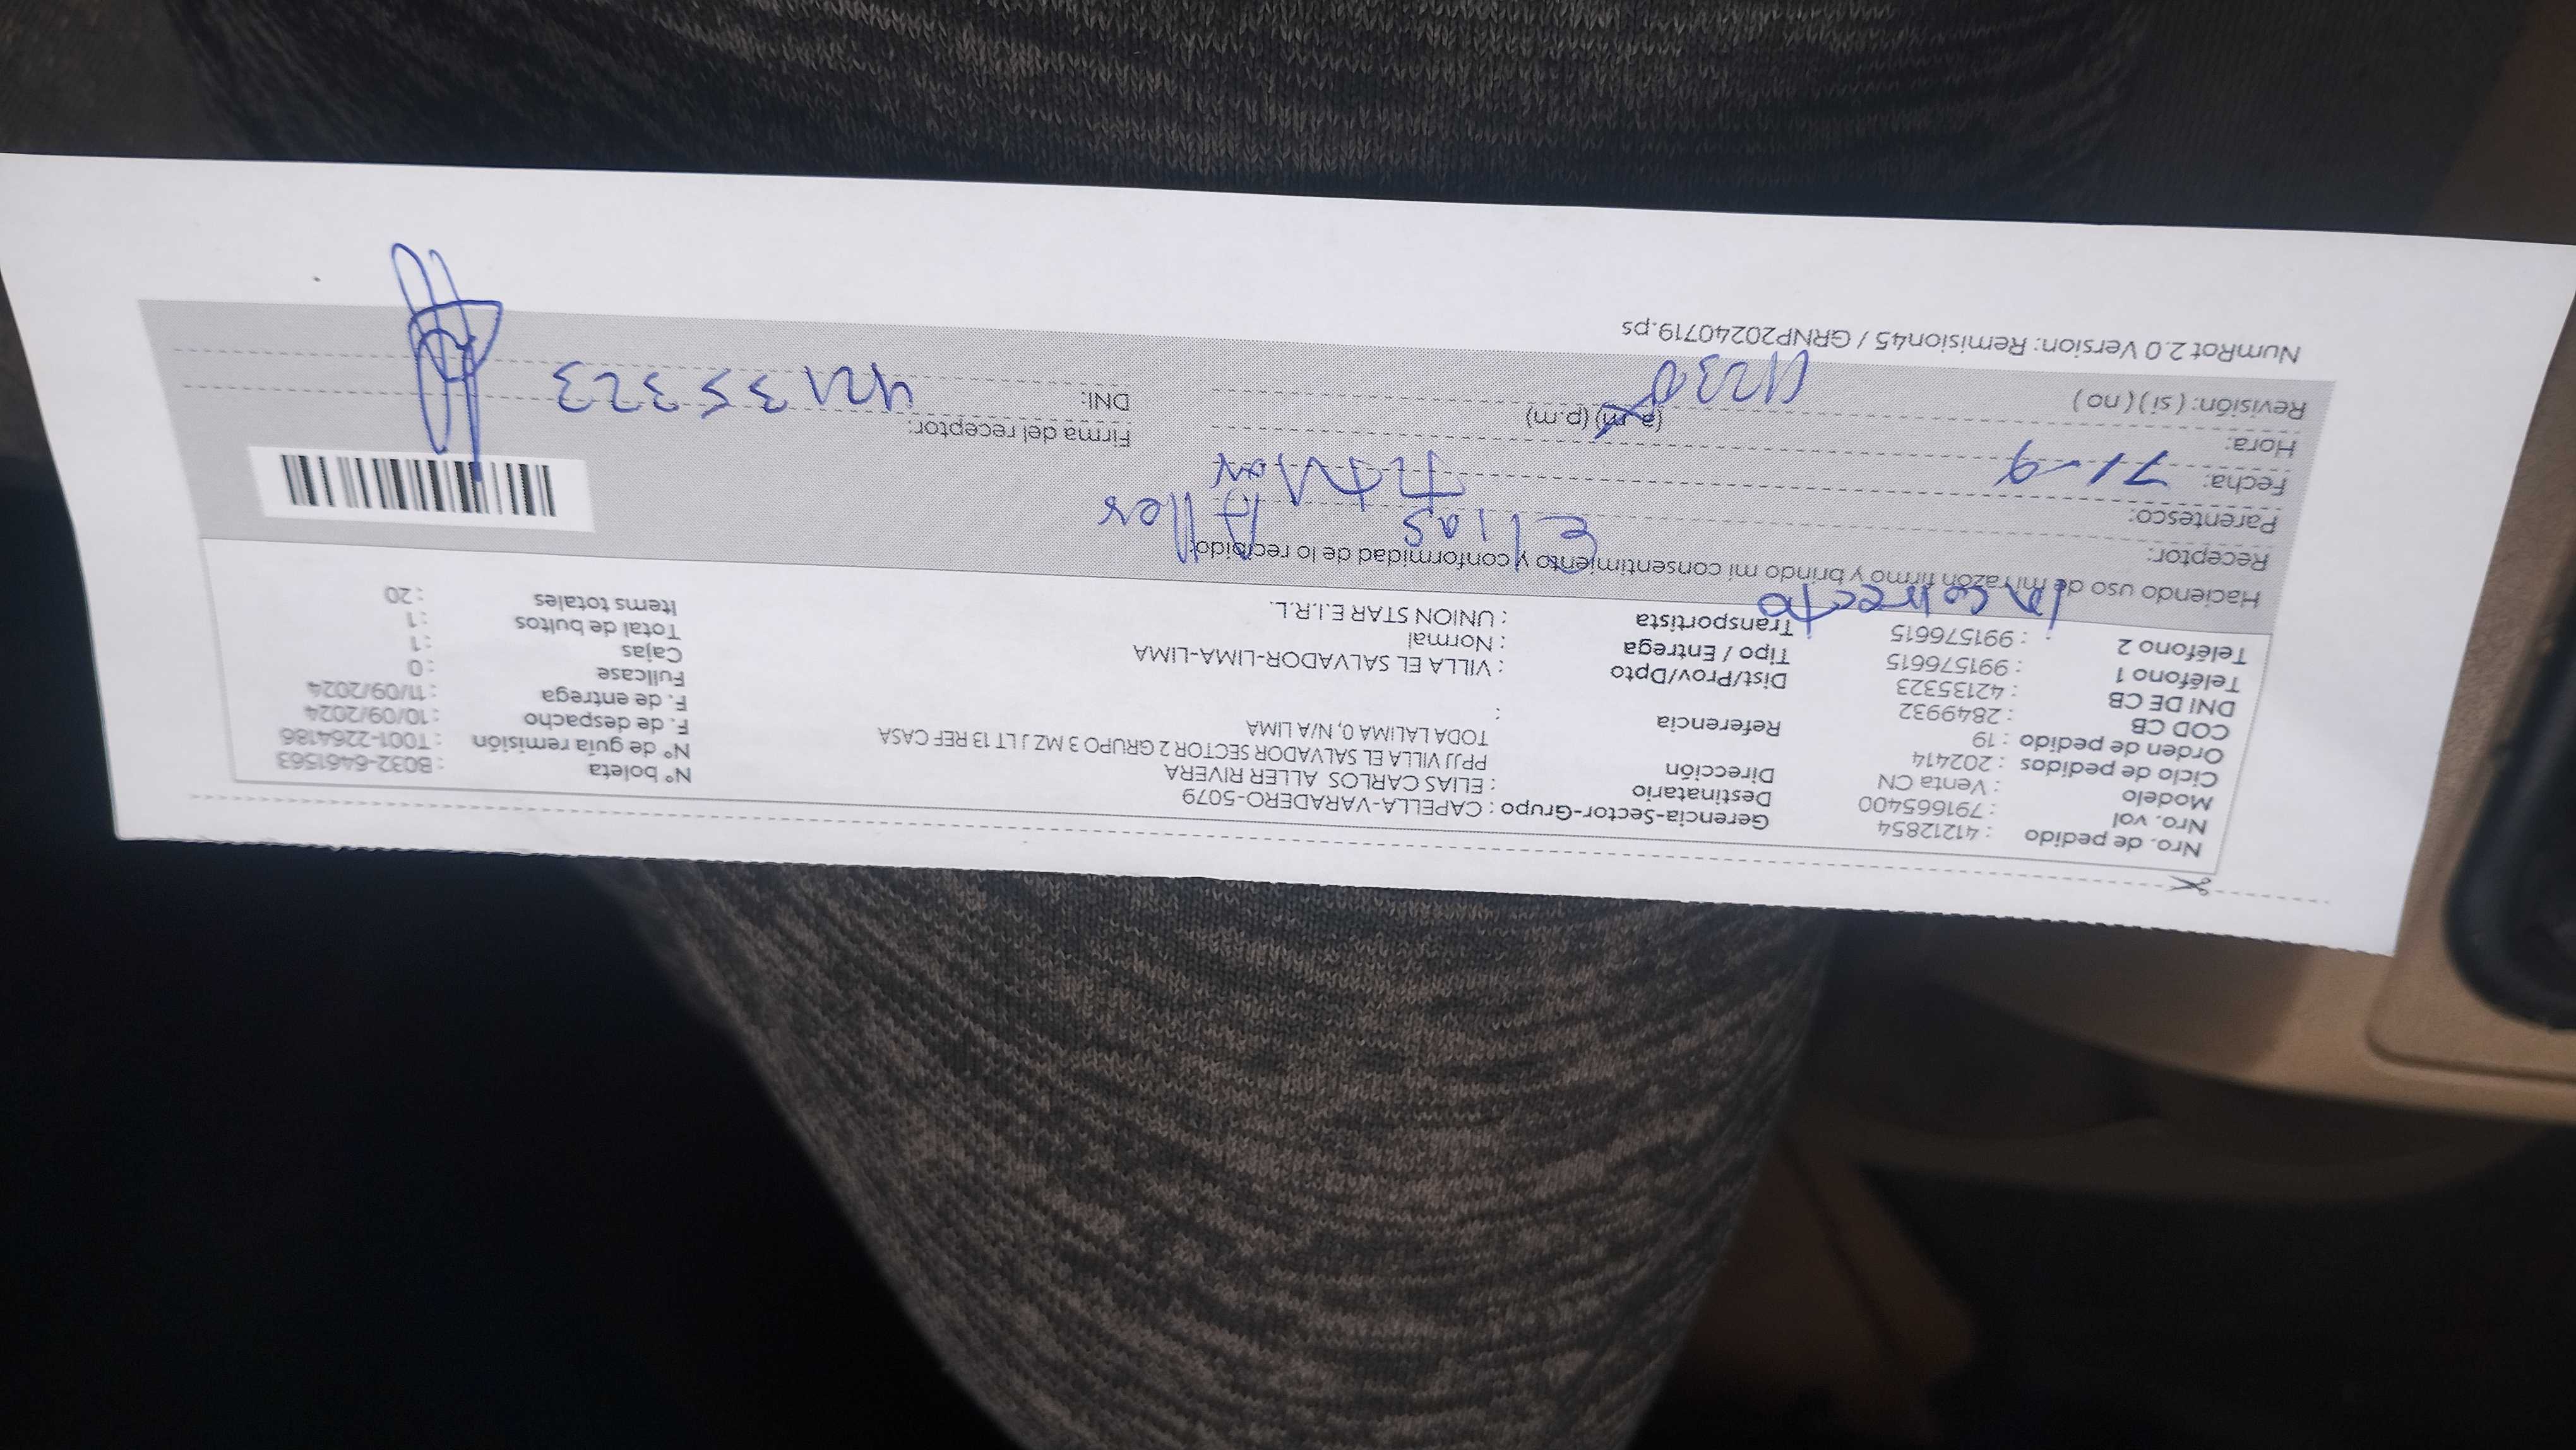 Nro. de pedido : 41212854 Gerencia-Sector-Grupo : CAPELLA-VARADERO-5079 N° boleta : B032-6461563
Nro. vol : 791665400 Destinatario : ELIAS CARLOS ALLER RIVERA N° de guía remisión : T001-2264186
Modelo : Venta CN Dirección PPJJ VILLA EL SALVADOR SECTOR 2 GRUPO 3 MZ J LT 13 REF CASA F. de despacho : 10/09/2024
Ciclo de pedidos : 202414 TODA LALIMA 0, N/A LIMA F. de entrega : 11/09/2024
Orden de pedido : 19 Referencia : Fullcase : 0
COD CB : 2849932 Dist/Prov/Dpto : VILLA EL SALVADOR-LIMA-LIMA Cajas : 1
DNI DE CB : 42135323 Tipo / Entrega : Normal Total de bultos : 1
Teléfono 1 : 991576615 Transportista : UNION STAR E.I.R.L. Items totales : 20
Teléfono 2 : 991576615
incorrecto
Haciendo uso de mi razón firmo y brindo mi consentimiento y conformidad de lo recibido:
Receptor: Elias Aller
Parentesco:
Fecha: 11-9 Firma del receptor:
Hora: (a.m) (p.m) DNI: 42135323
Revisión: ( si ) ( no )
NumRot 2.0 Version: Remision45 / GRNP20240719.ps